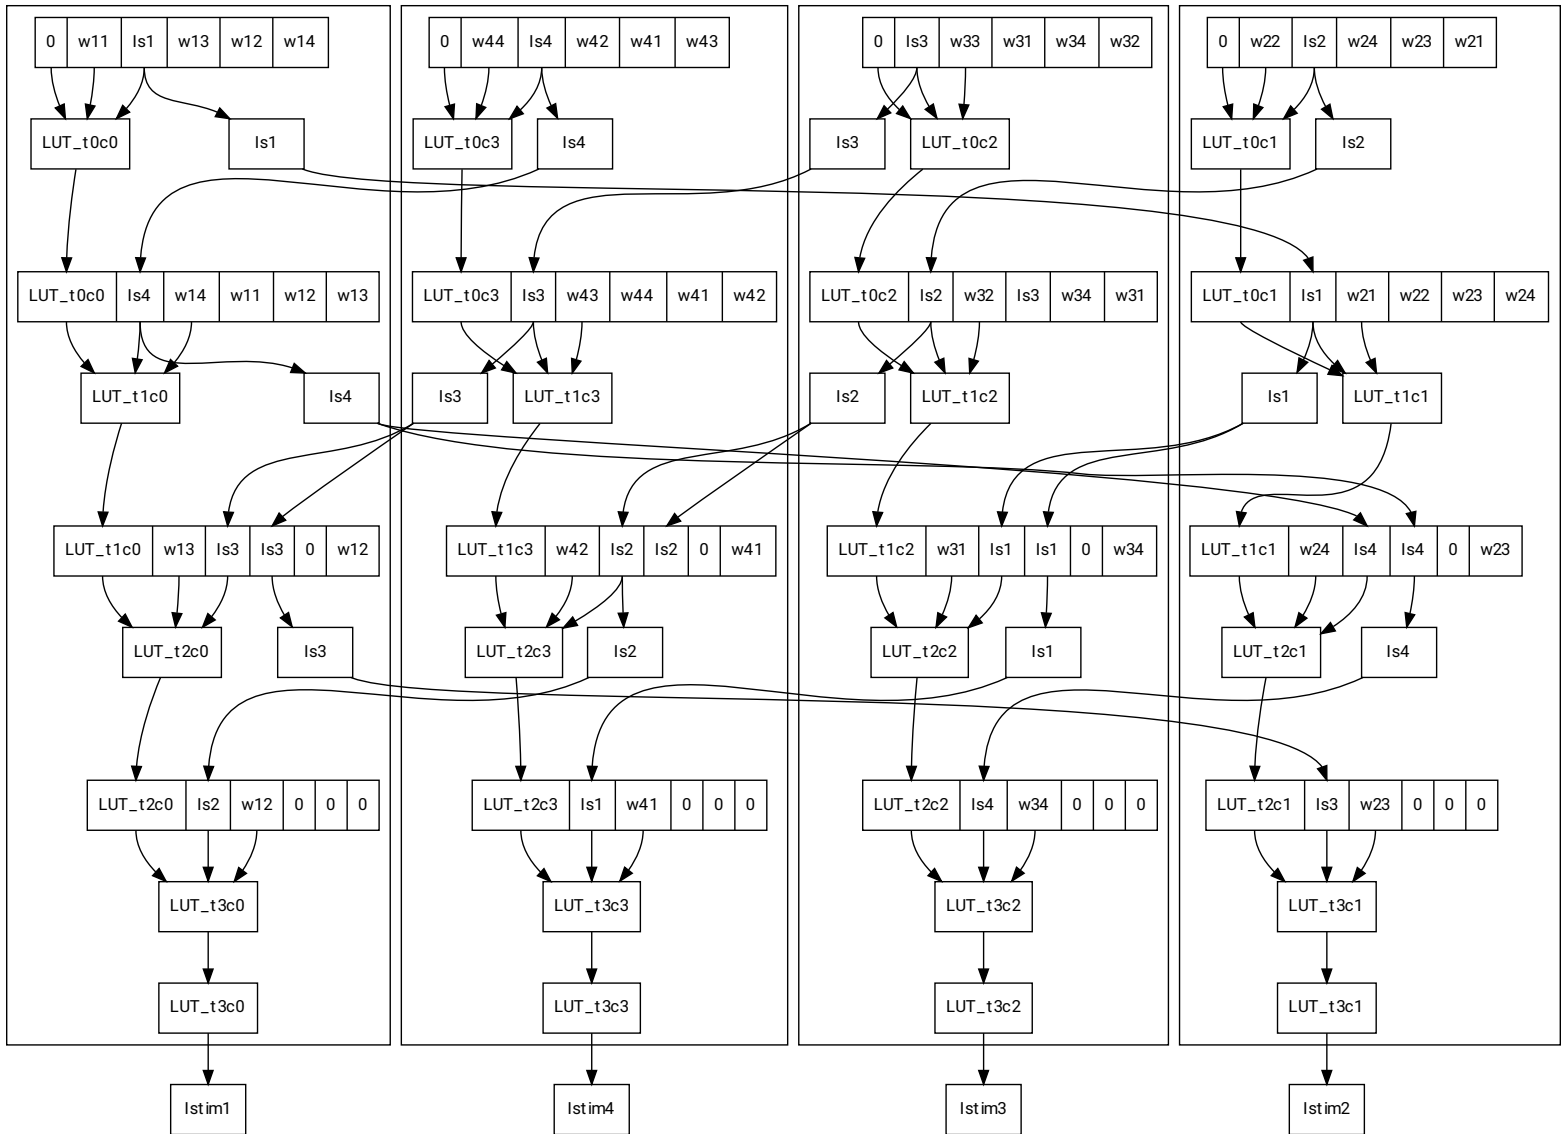 0 w11 Is1 w13 w12 w14 0 w44 Is4 w42 w41 w43 0 Is3 w33 w31 w34 w32 0 w22 Is2 w24 w23 w21
LUT_t0c0 Is1 LUT_t0c3 Is4 Is3 LUT_t0c2 LUT_t0c1 Is2
LUT_t0c0 Is4 w14 w11 w12 w13 LUT_t0c3 Is3 w43 w44 w41 w42 LUT_t0c2 Is2 w32 Is3 w34 w31 LUT_t0c1 Is1 w21 w22 w23 w24
LUT_t1c0 Is4 Is3 LUT_t1c3 Is2 LUT_t1c2 Is1 LUT_t1c1
LUT_t1c0 w13 Is3 Is3 0 w12 LUT_t1c3 w42 Is2 Is2 0 w41 LUT_t1c2 w31 Is1 Is1 0 w34 LUT_t1c1 w24 Is4 Is4 0 w23
LUT_t2c0 Is3 LUT_t2c3 Is2 LUT_t2c2 Is1 LUT_t2c1 Is4
LUT_t2c0 Is2 w12 0 0 0 LUT_t2c3 Is1 w41 0 0 0 LUT_t2c2 Is4 w34 0 0 0 LUT_t2c1 Is3 w23 0 0 0
LUT_t3c0 LUT_t3c3 LUT_t3c2 LUT_t3c1
LUT_t3c0 LUT_t3c3 LUT_t3c2 LUT_t3c1
Istim1 Istim4 Istim3 Istim2